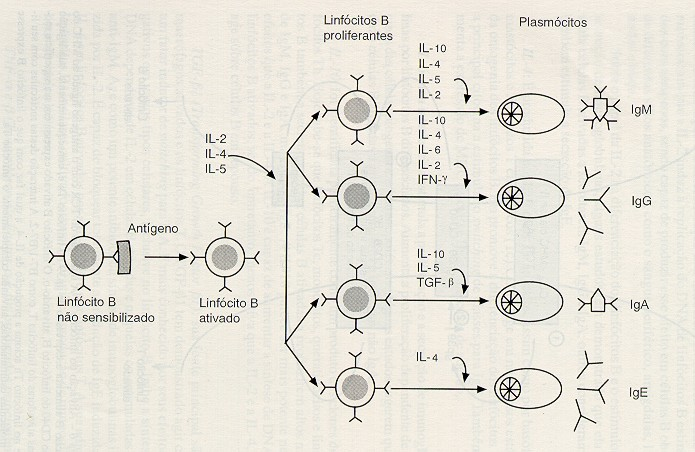 Linfócitos B
proliferantes
Plasmócitos
IL-10
IL-4
IL-5
IL-2
IgM
IL-10
IL-4
IL-6
IL-2
IFN-γ
IgG
IL-2
IL-4
IL-5
Antígeno
Linfócito B
não sensibilizado
Linfócito B
ativado
IL-10
IL-5
TGF-β
IgA
IL-4
IgE